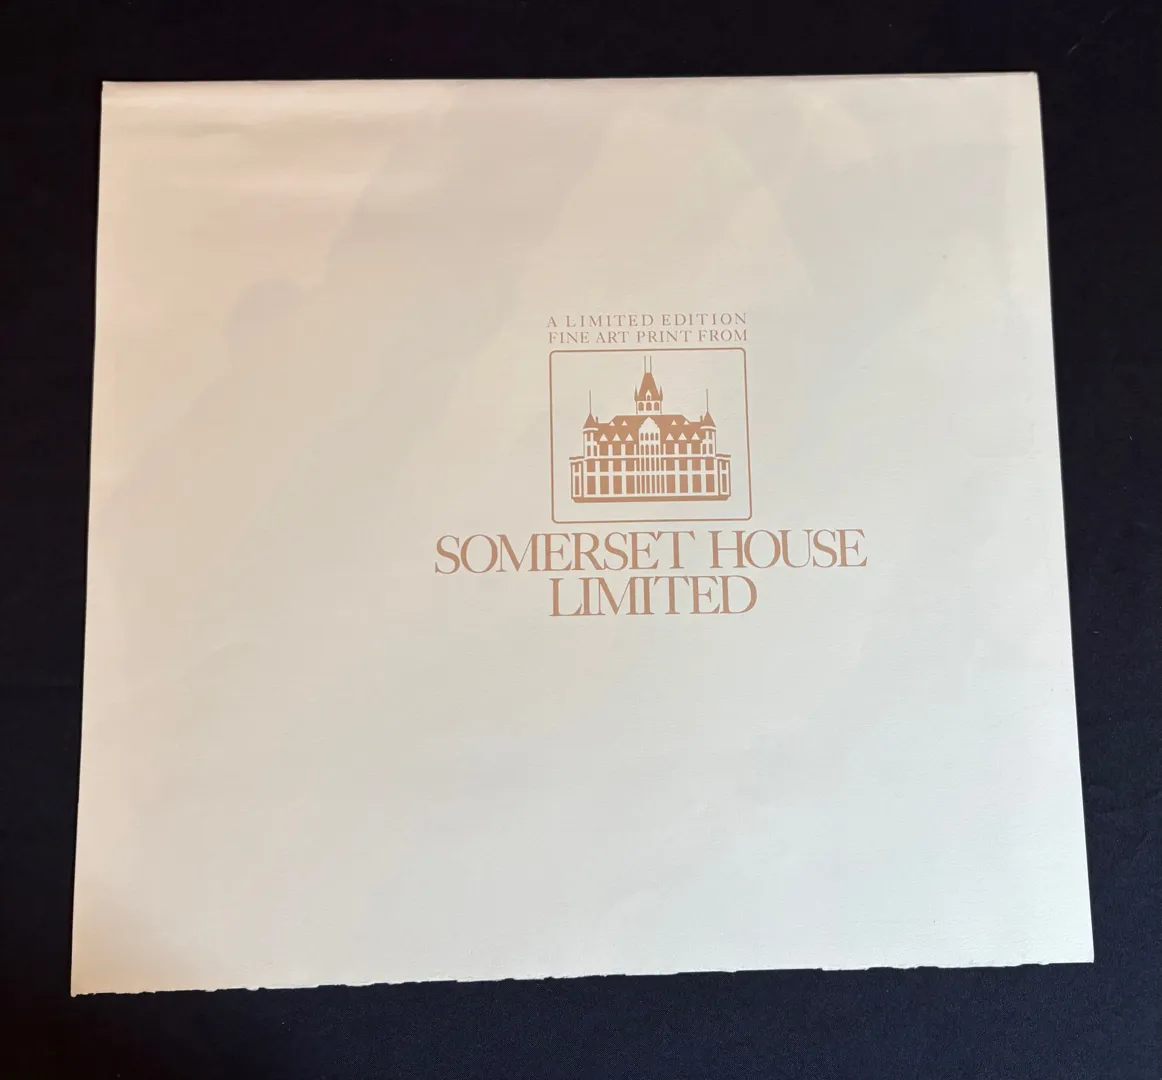 A LIMITED EDITION
FINE ART PRINT FROM
SOMERSET HOUSE
LIMITED